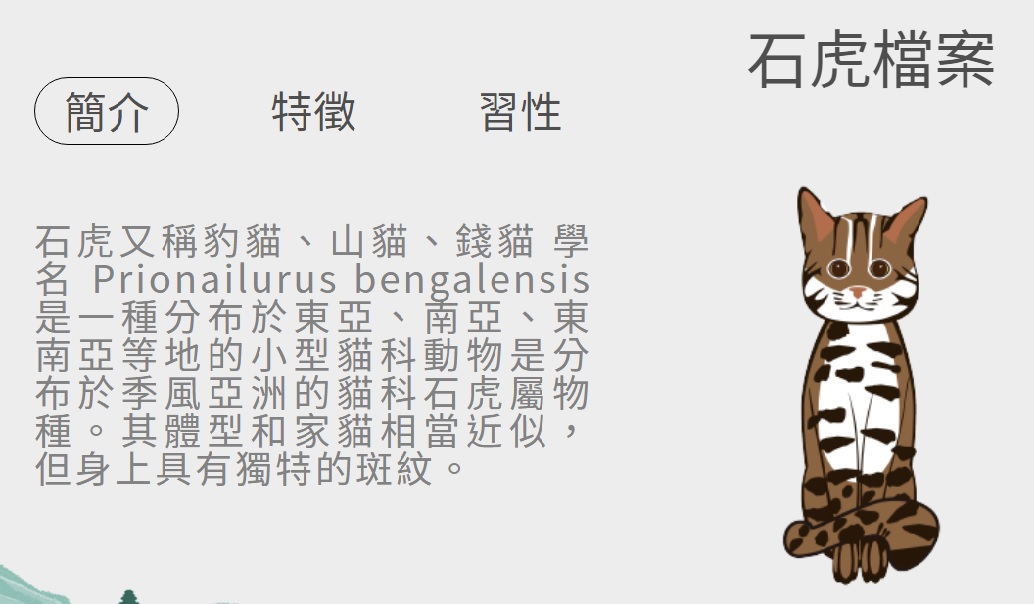 石虎檔案
簡介 特徵 習性
石虎又稱豹貓、山貓、錢貓 學
名 Prionailurus bengalensis
是一種分布於東亞、南亞、東
南亞等地的小型貓科動物是分
布於季風亞洲的貓科石虎屬物
種。其體型和家貓相當近似，
但身上具有獨特的斑紋。